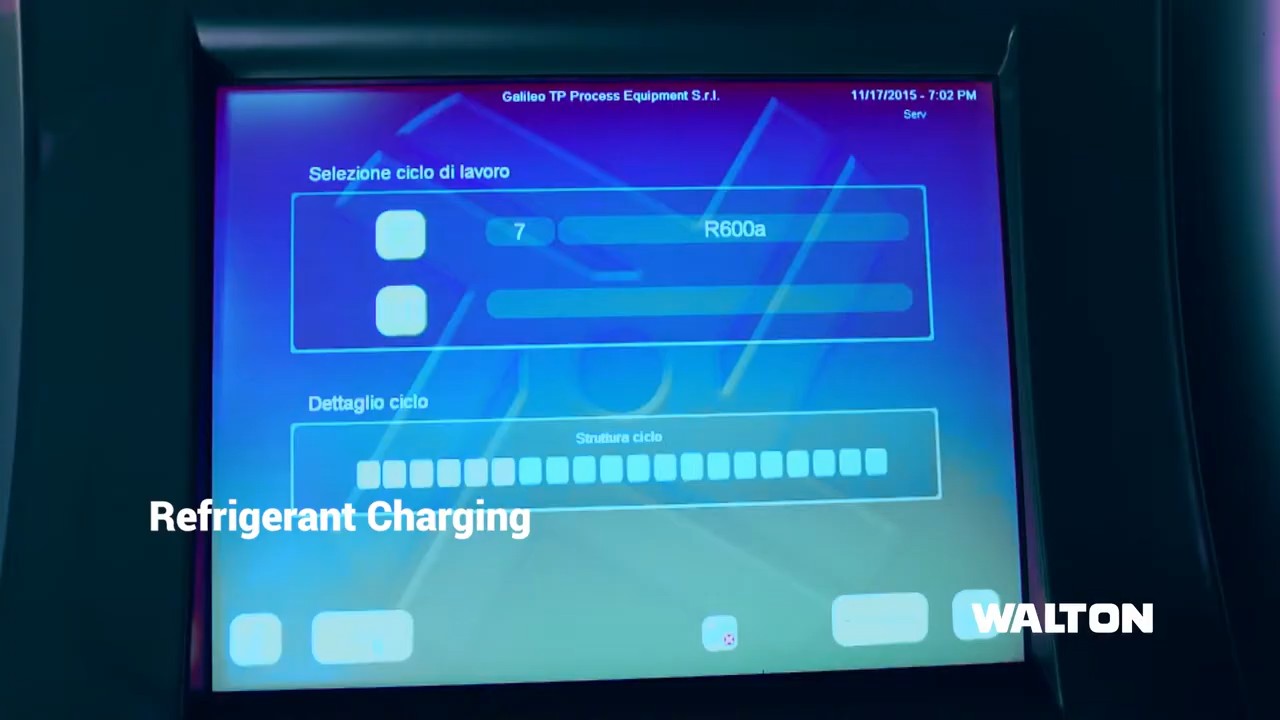 Galileo TP Process Equipment S.r.l.
11/17/2015 - 7:02 PM
Serv
Selezione ciclo di lavoro
7
R600a
Dettaglio ciclo
Struttura ciclo
Refrigerant Charging
WALTON